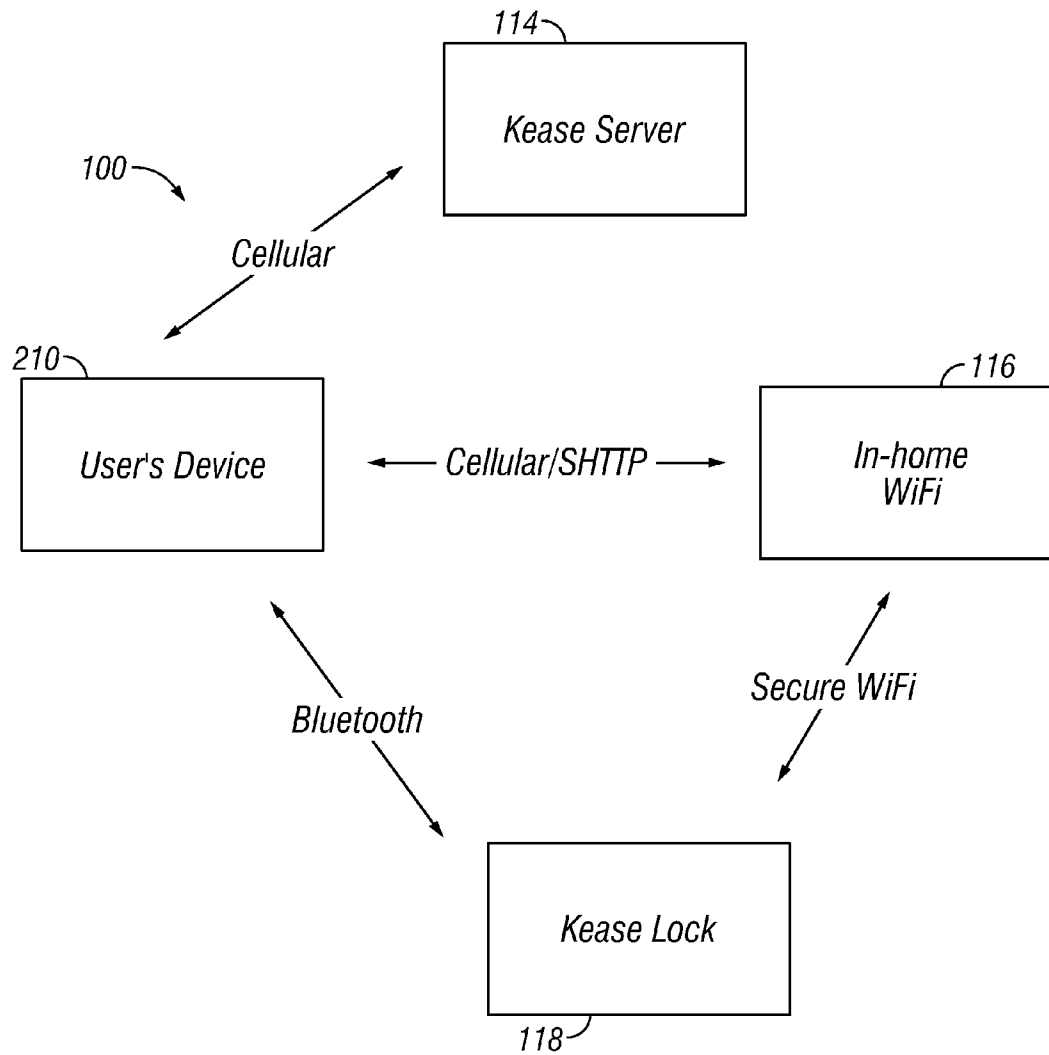 114
Kease Server
100
Cellular
210
116
User's Device
Cellular/SHTTP
In-home
WiFi
Secure WiFi
Bluetooth
Kease Lock
118